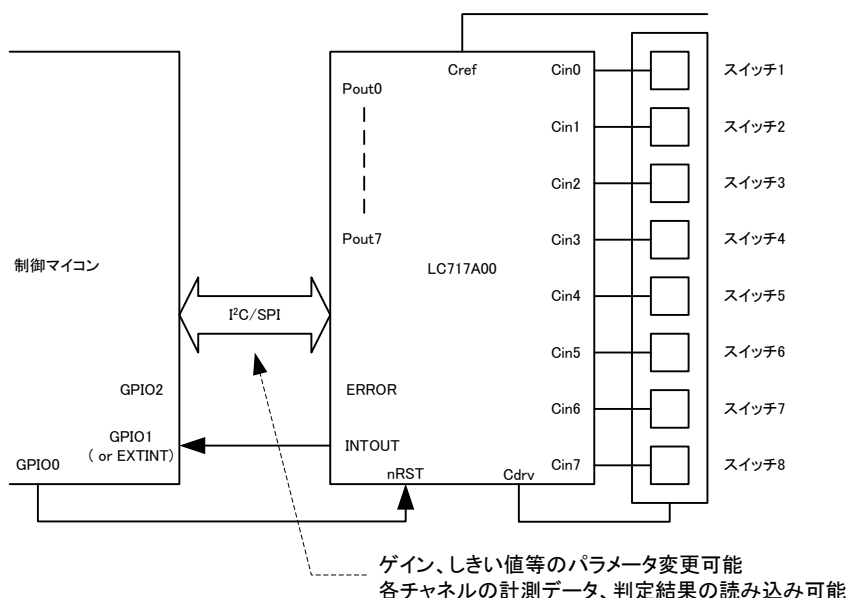 Cref
Pout0
Pout7
LC717A00
Cin0
Cin1
Cin2
Cin3
Cin4
Cin5
Cin6
Cin7
スイッチ1
スイッチ2
スイッチ3
スイッチ4
スイッチ5
スイッチ6
スイッチ7
スイッチ8
制御マイコン
I²C/SPI
GPIO2
GPIO1
( or EXTINT)
GPIO0
ERROR
INTOUT
nRST
Cdrv
ゲイン、しきい値等のパラメータ変更可能
各チャネルの計測データ、判定結果の読み込み可能